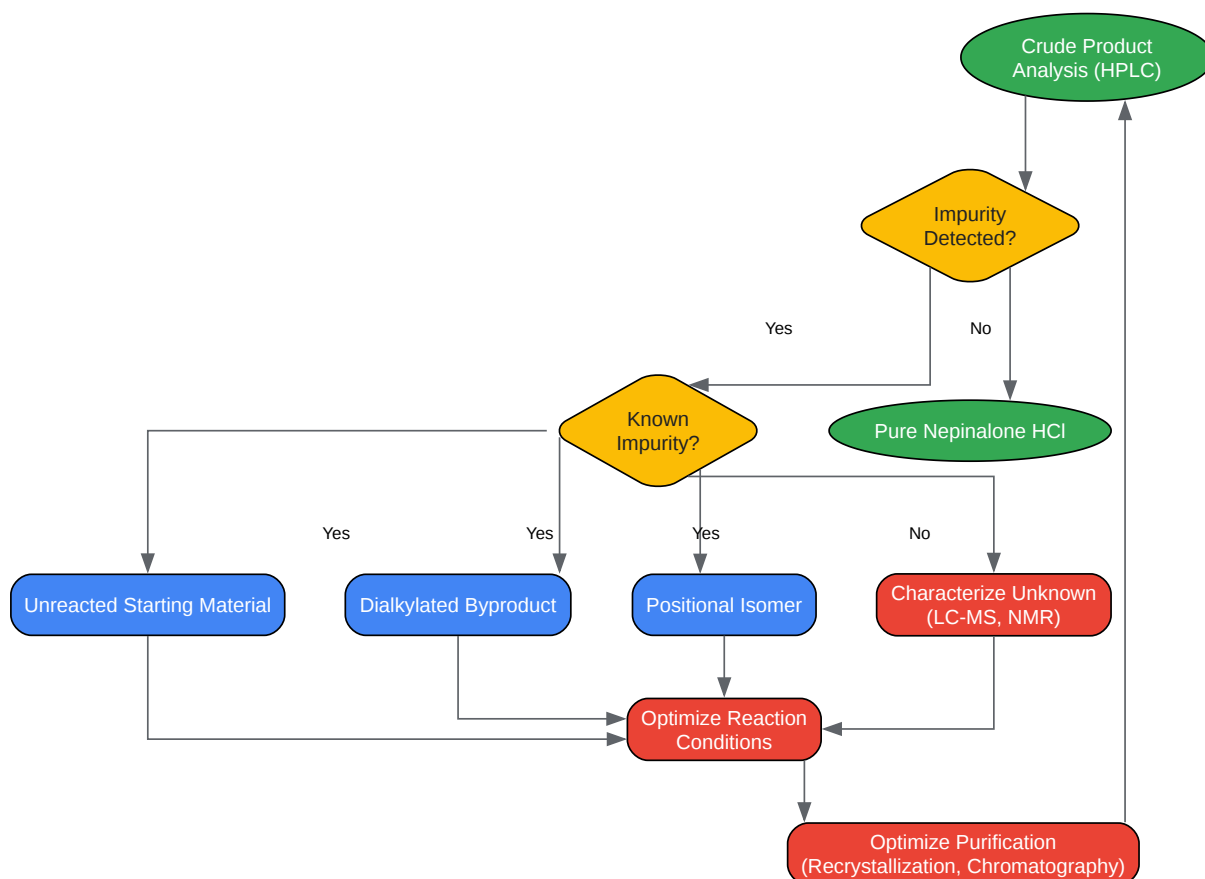 Crude Product
Analysis (HPLC)
Impurity
Detected?
Yes
No
Known
Impurity?
Pure Nepinalone HCl
Yes
Yes
Yes
No
Unreacted Starting Material
Dialkylated Byproduct
Positional Isomer
Characterize Unknown
(LC-MS, NMR)
Optimize Reaction
Conditions
Optimize Purification
(Recrystallization, Chromatography)